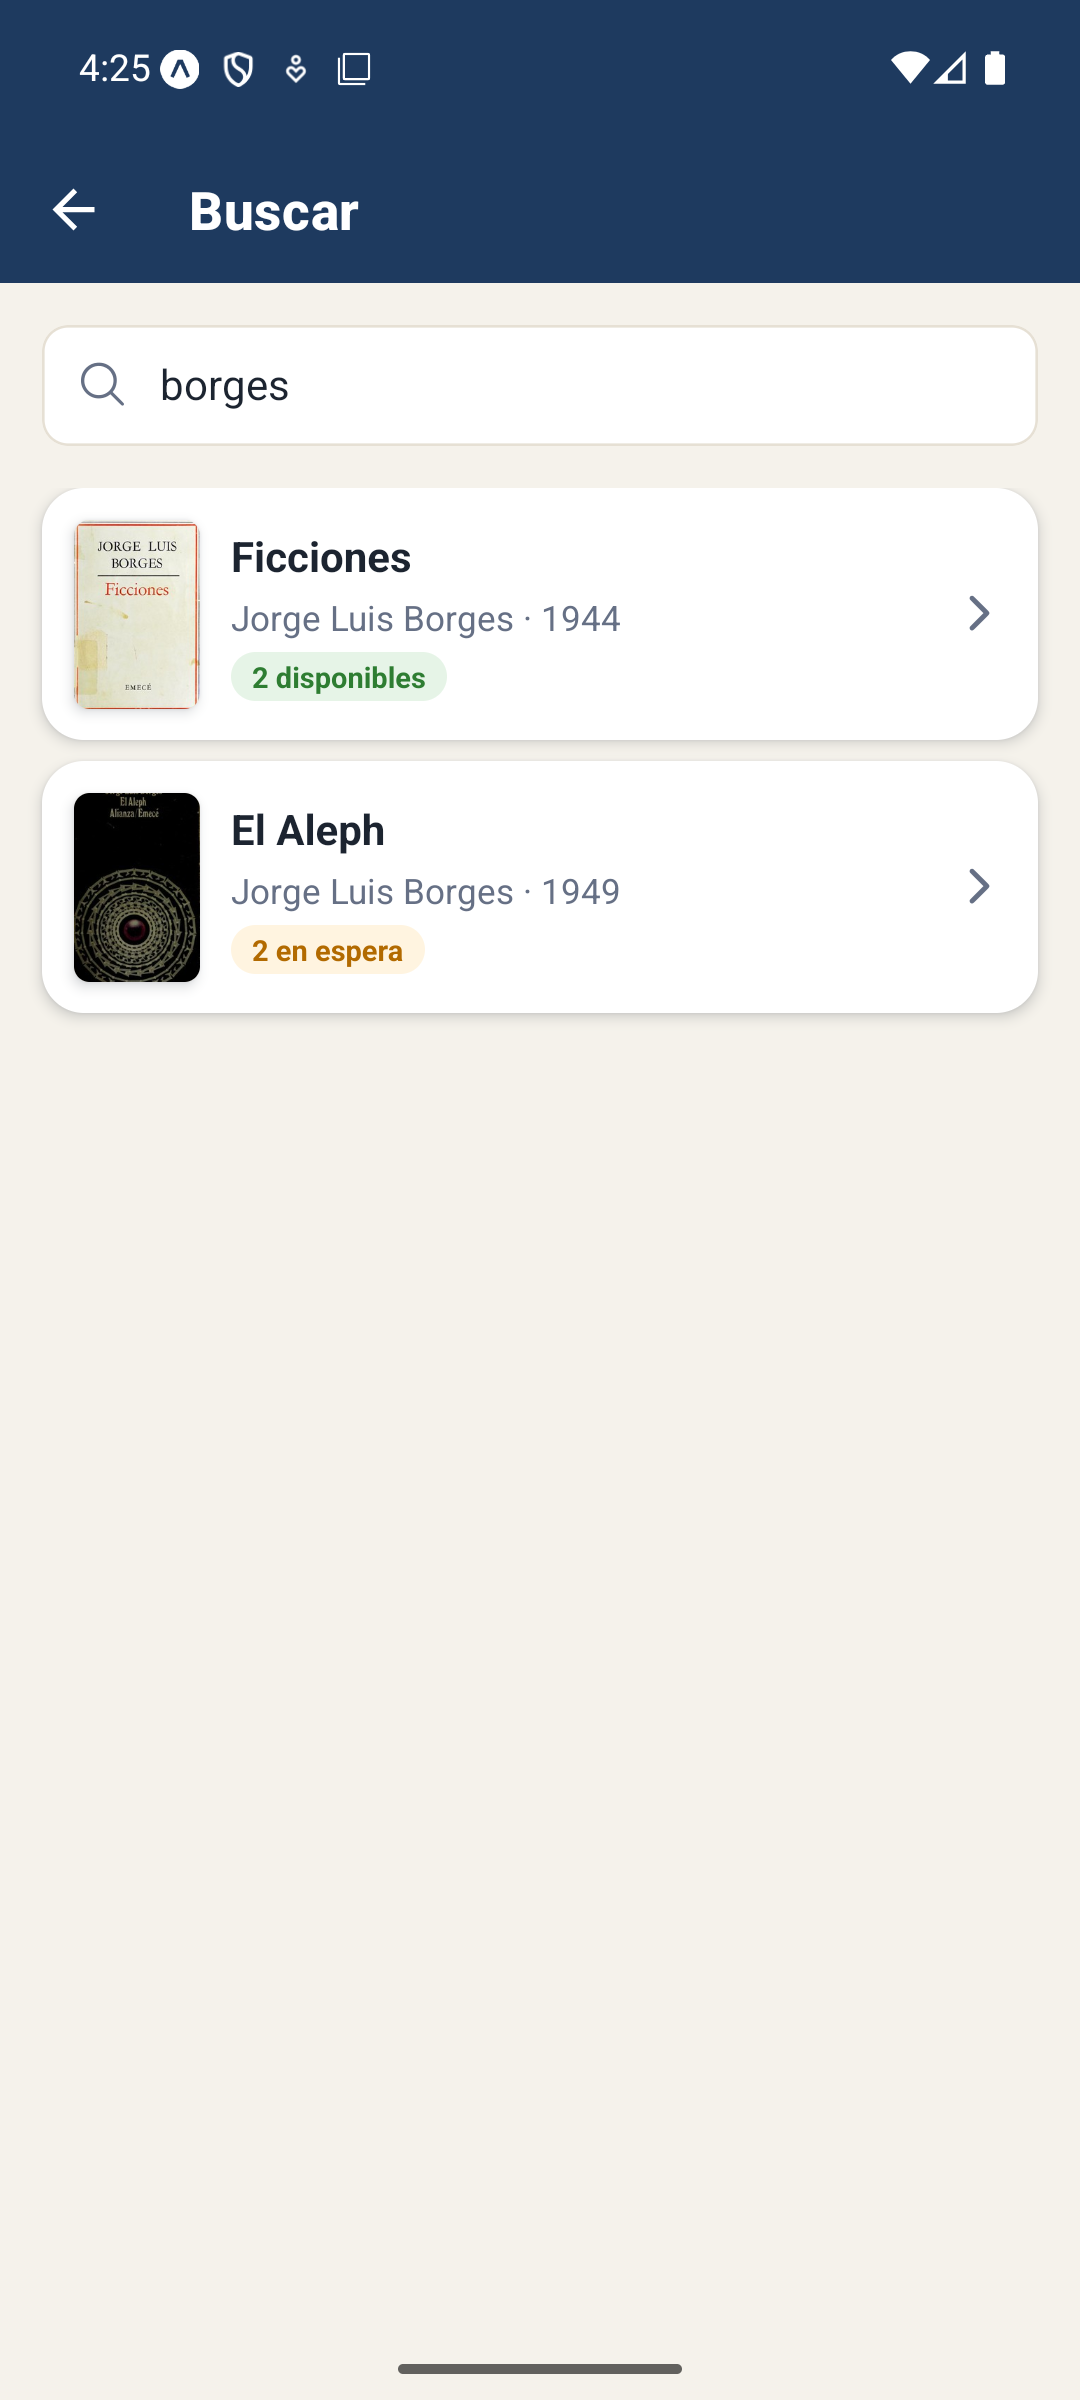 4:25
Buscar
borges
JORGE LUIS
BORGES
Ficciones
EMECÉ
Ficciones
Jorge Luis Borges · 1944
2 disponibles
El Aleph
Alianza/Emecé
El Aleph
Jorge Luis Borges · 1949
2 en espera